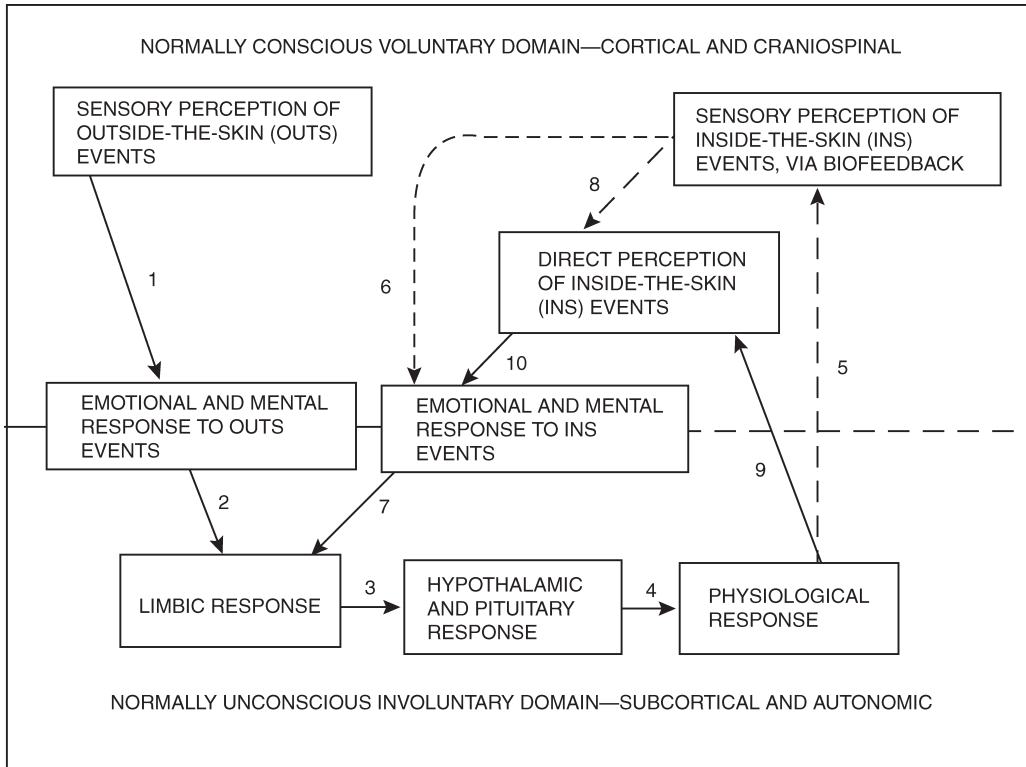 NORMALLY CONSCIOUS VOLUNTARY DOMAIN—CORTICAL AND CRANIOSPINAL
SENSORY PERCEPTION OF
OUTSIDE-THE-SKIN (OUTS)
EVENTS
SENSORY PERCEPTION OF
INSIDE-THE-SKIN (INS)
EVENTS, VIA BIOFEEDBACK
8
DIRECT PERCEPTION
OF INSIDE-THE-SKIN
(INS) EVENTS
1
6
10
5
EMOTIONAL AND MENTAL
RESPONSE TO OUTS
EVENTS
EMOTIONAL AND MENTAL
RESPONSE TO INS
EVENTS
9
2
7
LIMBIC RESPONSE
3
HYPOTHALAMIC
AND PITUITARY
RESPONSE
4
PHYSIOLOGICAL
RESPONSE
NORMALLY UNCONSCIOUS INVOLUNTARY DOMAIN—SUBCORTICAL AND AUTONOMIC